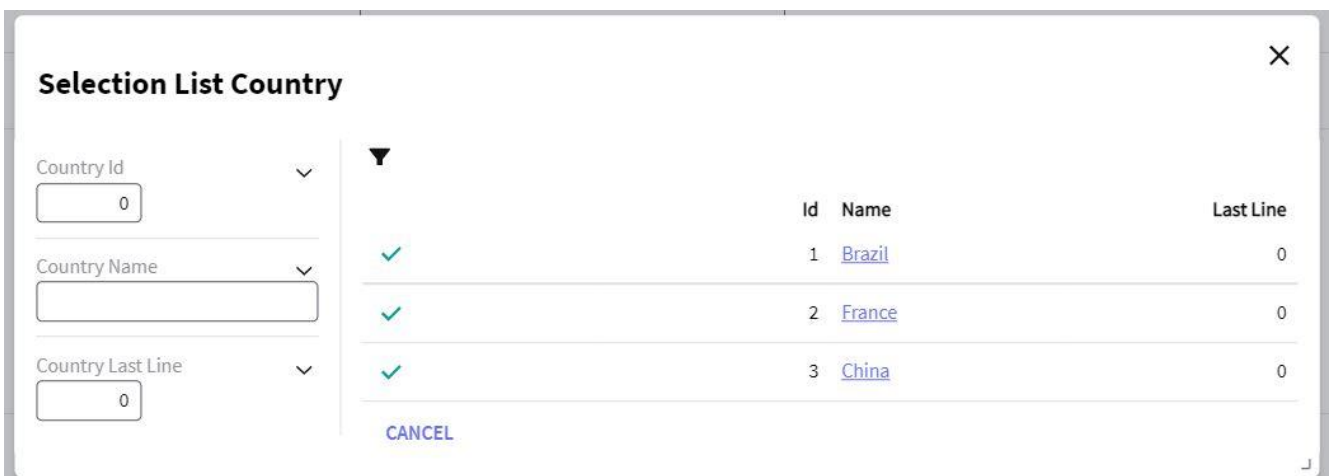 Selection List Country
Country Id
0
Country Name
Country Last Line
0
Id Name Last Line
1 Brazil 0
2 France 0
3 China 0
CANCEL